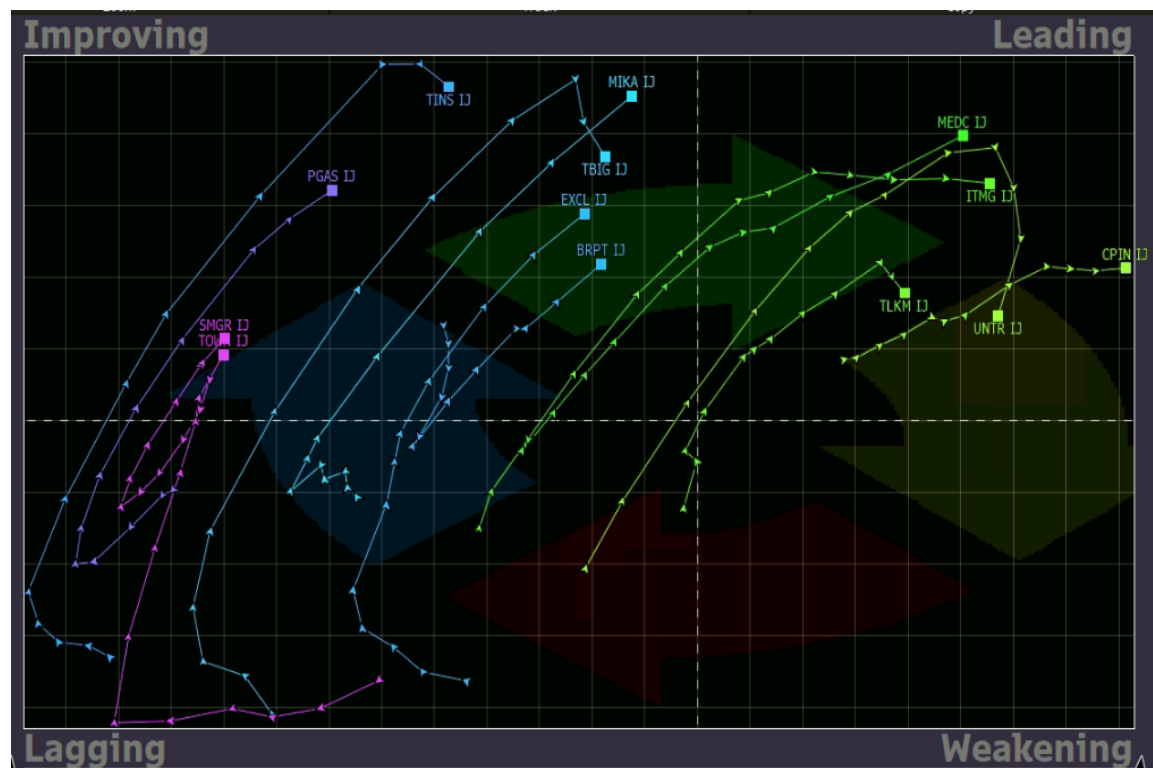 Improving
Leading
TINS IJ
MIKA IJ
MEDC IJ
TBIG IJ
PGAS IJ
ITMG IJ
EXCL IJ
BRPT IJ
CPIN IJ
TLKM IJ
SMGR IJ
UNTR IJ
Lagging
Weakening